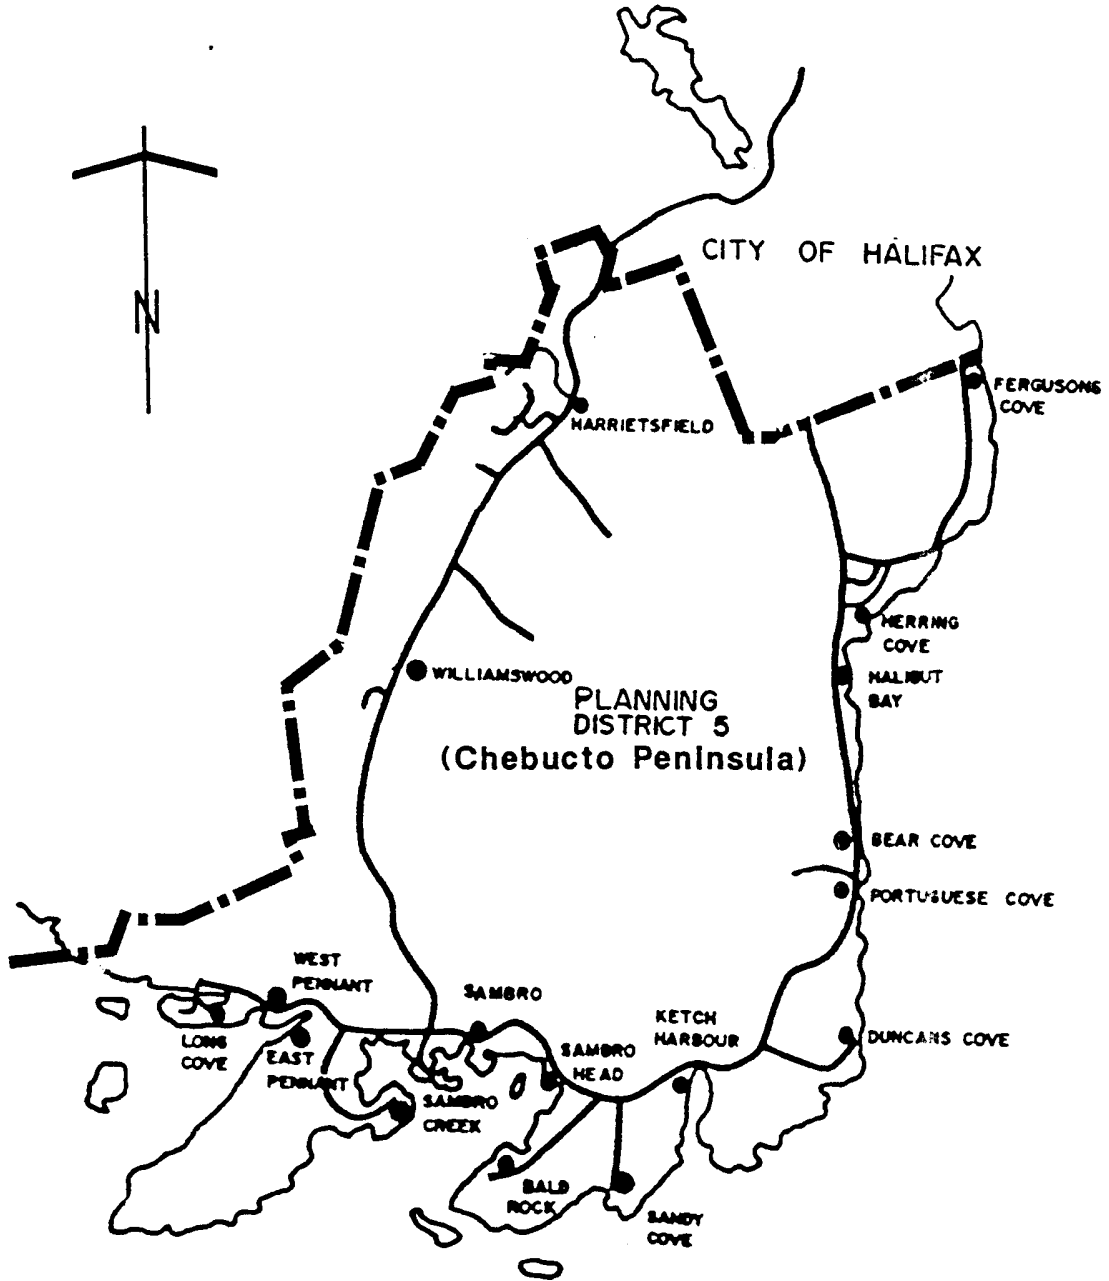 CITY OF HALIFAX
N
FERGUSONS
COVE
HARRIETSFIELD
HERRING
COVE
WILLIAMSWOOD
HALIBUT
BAY
PLANNING
DISTRICT 5
(Chebucto Peninsula)
BEAR COVE
PORTUGUESE COVE
WEST
PENNANT
SAMBRO
KETCH
HARBOUR
LONG
COVE
EAST
PENNANT
SAMBRO
HEAD
DUNCANS COVE
SAMBRO
CREEK
BALD
ROCK
SANDY
COVE